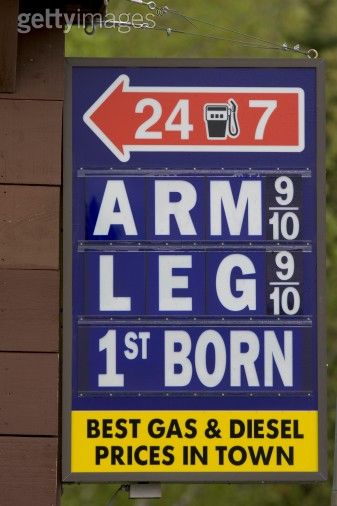 gettyimages
24 7
ARM 9/10
LEG 9/10
1ST BORN
BEST GAS & DIESEL
PRICES IN TOWN